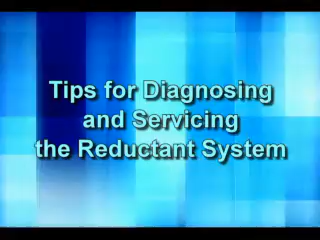 Tips for Diagnosing
and Servicing
the Reductant System